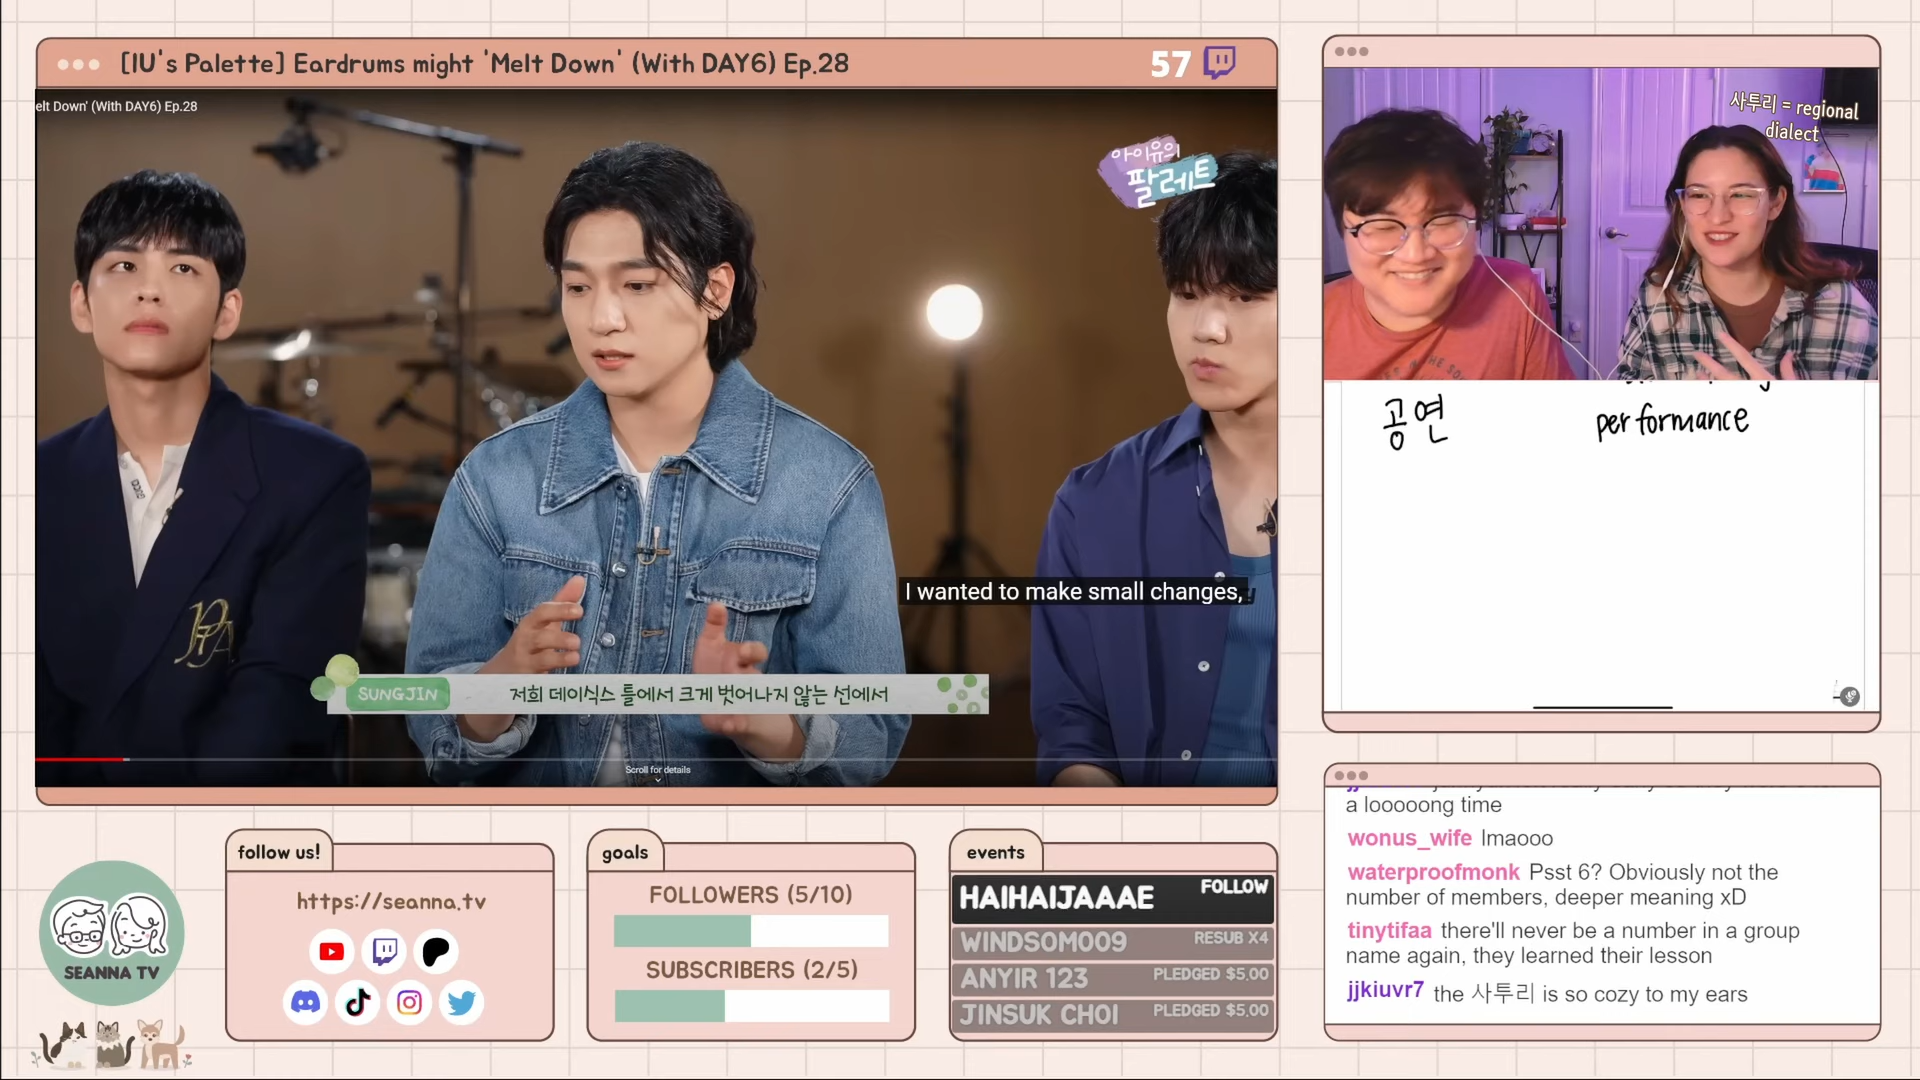 [IU's Palette] Eardrums might 'Melt Down' (With DAY6) Ep.28
57
elt Down' (With DAY6) Ep.28
아이유의
팔레트
I wanted to make small changes,
SUNGJIN
저희 데이식스 틀에서 크게 벗어나지 않는 선에서
Scroll for details
사투리 = regional
dialect
공연
performance
a looooong time
wonus_wife lmaooo
waterproofmonk Psst 6? Obviously not the
number of members, deeper meaning xD
tinytifaa there'll never be a number in a group
name again, they learned their lesson
jjkiuvr7 the 사투리 is so cozy to my ears
SEANNA TV
follow us!
https://seanna.tv
goals
FOLLOWERS (5/10)
SUBSCRIBERS (2/5)
events
HAIHAIJAAAE FOLLOW
WINDSOM009 RESUB X4
ANYIR 123 PLEDGED $5.00
JINSUK CHOI PLEDGED $5.00